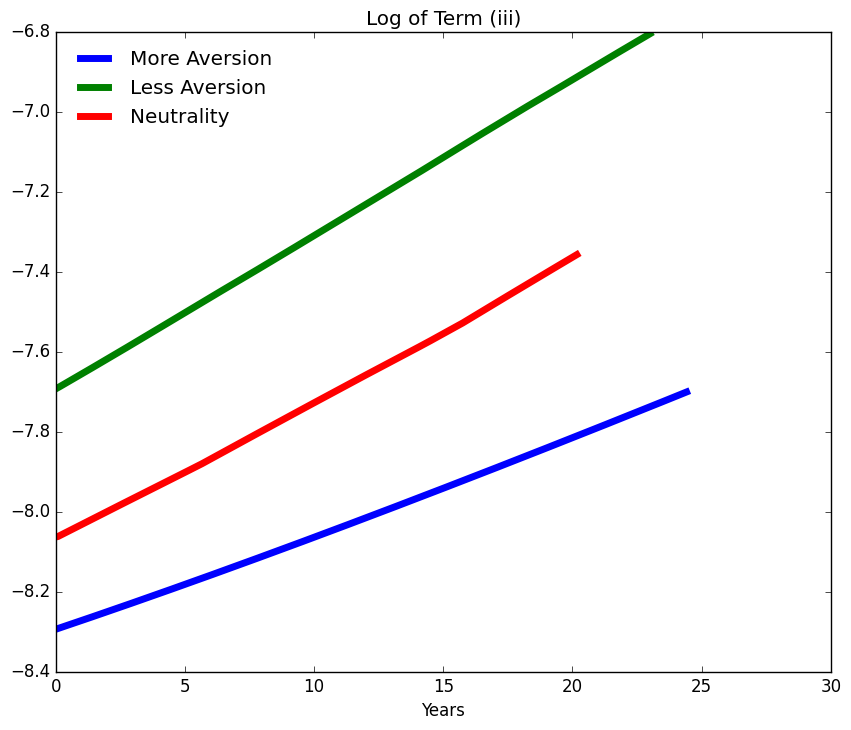 Log of Term (iii)
More Aversion
Less Aversion
Neutrality
−6.8
−7.0
−7.2
−7.4
−7.6
−7.8
−8.0
−8.2
−8.4
0 5 10 15 20 25 30
Years